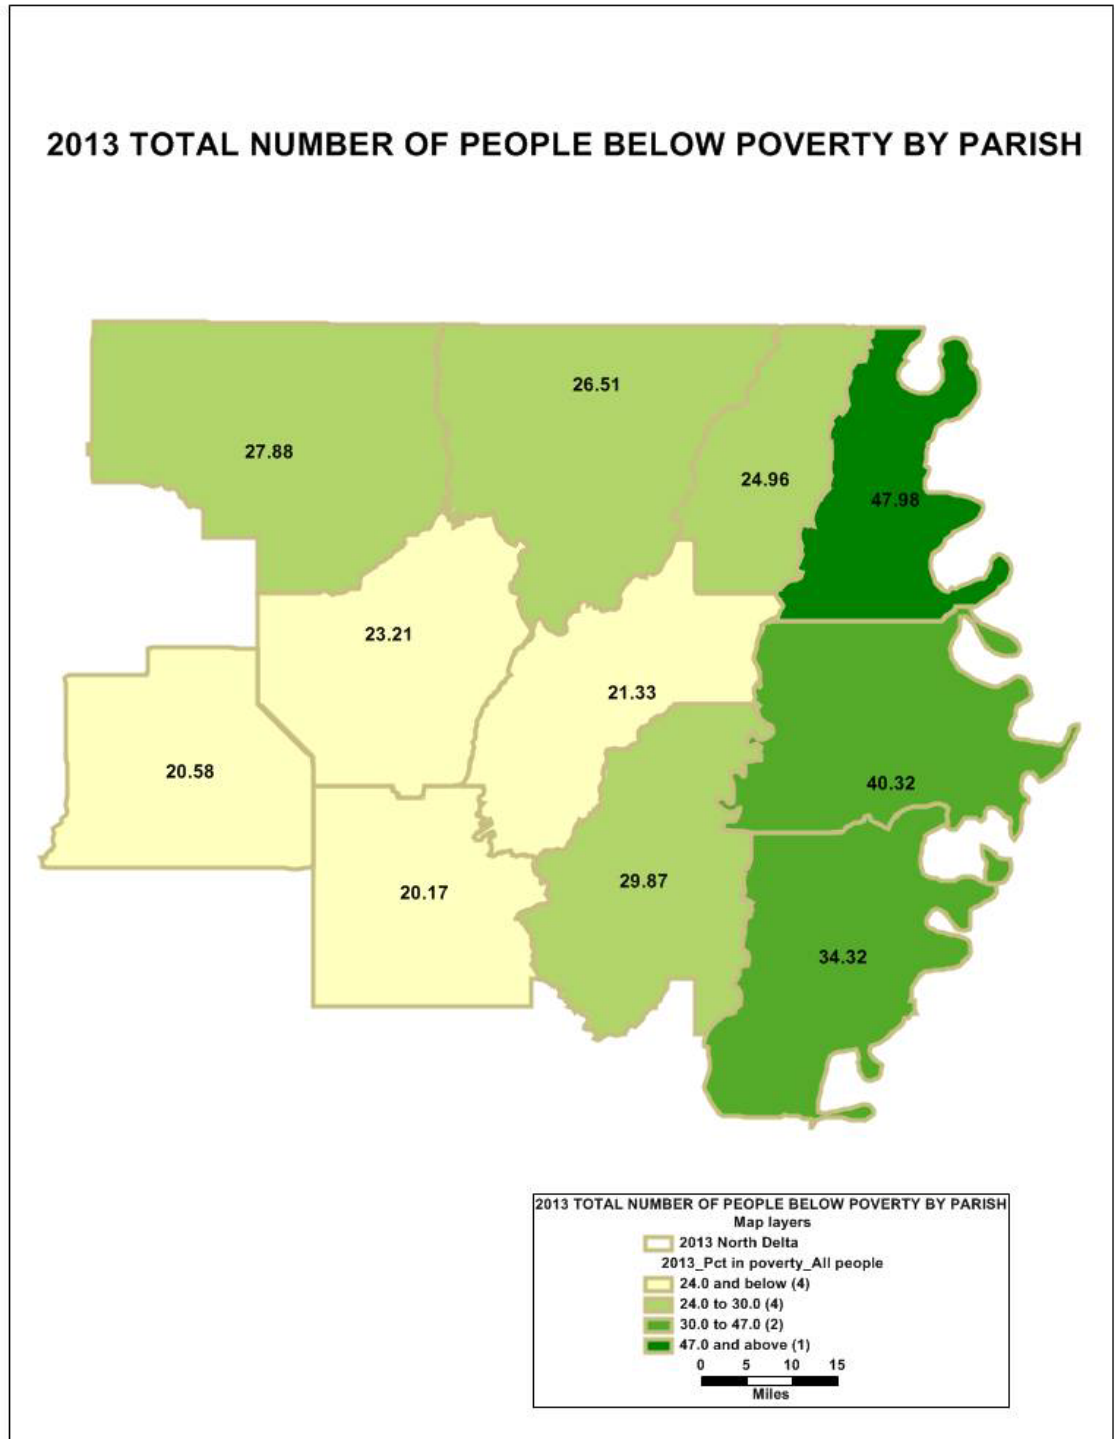 2013 TOTAL NUMBER OF PEOPLE BELOW POVERTY BY PARISH
26.51
27.88
24.96
47.98
23.21
21.33
20.58
40.32
29.87
20.17
34.32
2013 TOTAL NUMBER OF PEOPLE BELOW POVERTY BY PARISH
Map layers
2013 North Delta
2013_Pct in poverty_All people
24.0 and below (4)
24.0 to 30.0 (4)
30.0 to 47.0 (2)
47.0 and above (1)
0 5 10 15
Miles